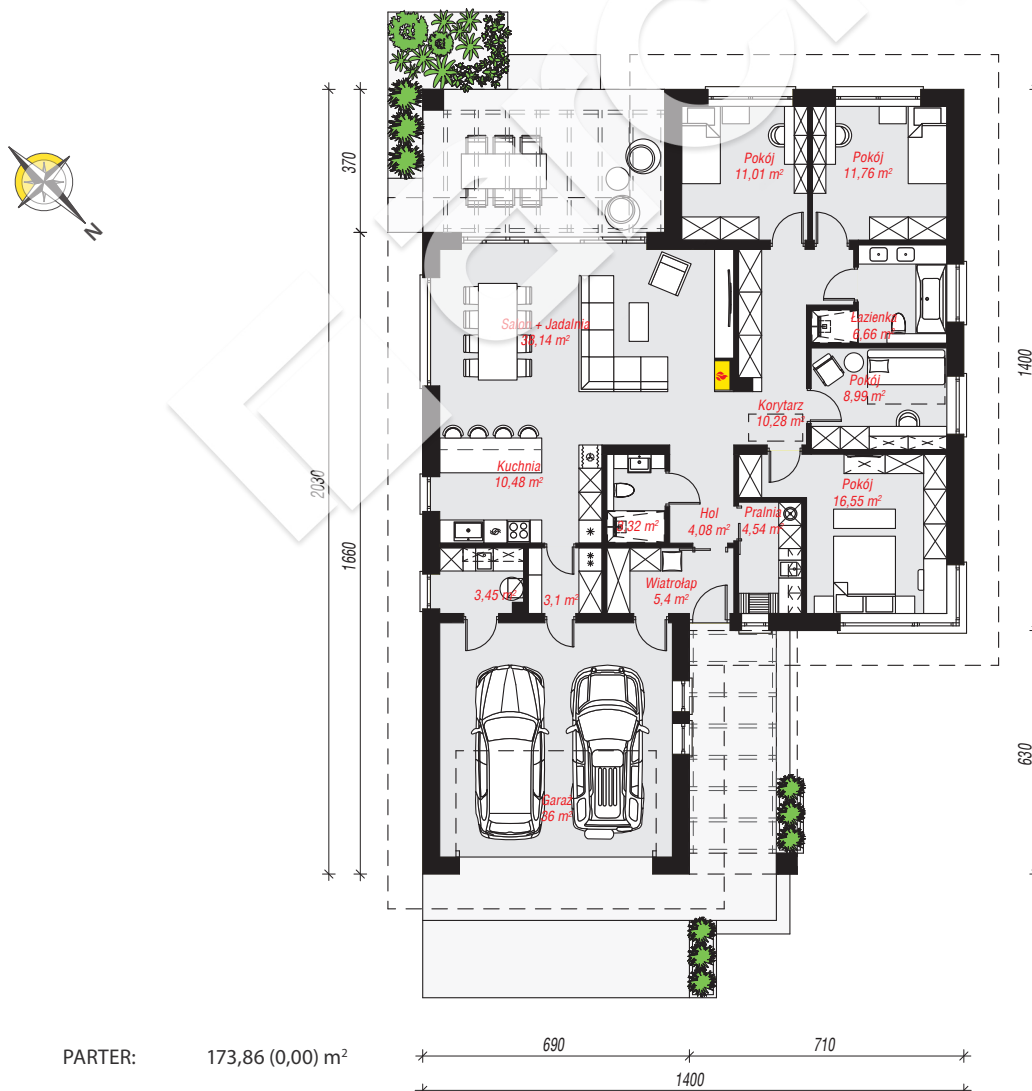 370
Pokój
11,01 m²
Pokój
11,76 m²
N
Salon + Jadalnia
38,14 m²
Łazienka
6,66 m²
1400
Pokój
8,99 m²
Korytarz
10,28 m²
2030
1660
Kuchnia
10,48 m²
Pokój
16,55 m²
Hol
4,08 m²
Pralnia
4,54 m
,32 m²
Wiatrołap
5,4 m²
3,45 m²
3,1 m²
630
Garaż
36 m²
PARTER: 173,86 (0,00) m²
690
710
1400